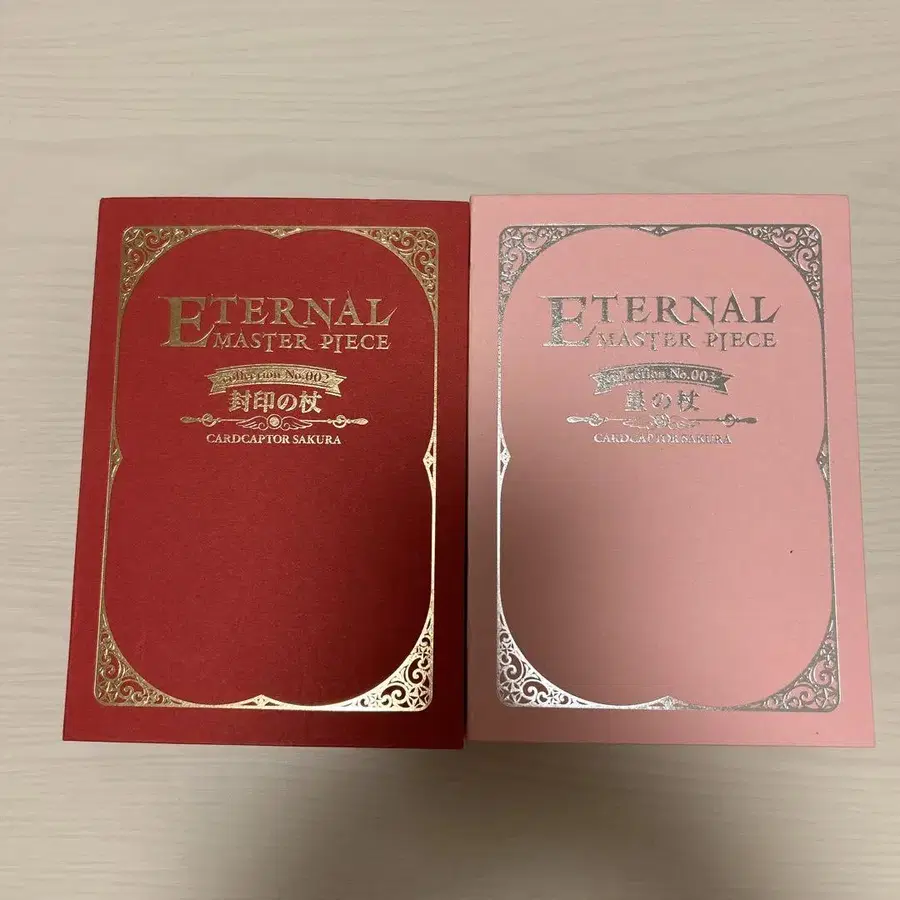 ETERNAL
MASTER PIECE
Collection No.002
封印の杖
CARDCAPTOR SAKURA
ETERNAL
MASTER PIECE
Collection No.003
星の杖
CARDCAPTOR SAKURA